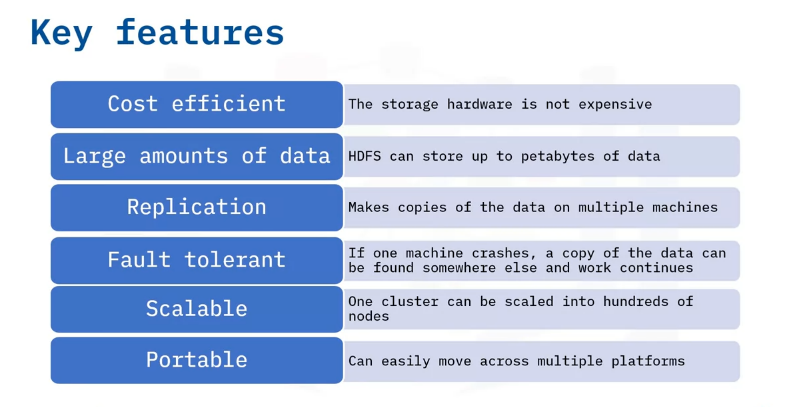 Key features
Cost efficient
The storage hardware is not expensive
Large amounts of data
HDFS can store up to petabytes of data
Replication
Makes copies of the data on multiple machines
Fault tolerant
If one machine crashes, a copy of the data can
be found somewhere else and work continues
Scalable
One cluster can be scaled into hundreds of
nodes
Portable
Can easily move across multiple platforms